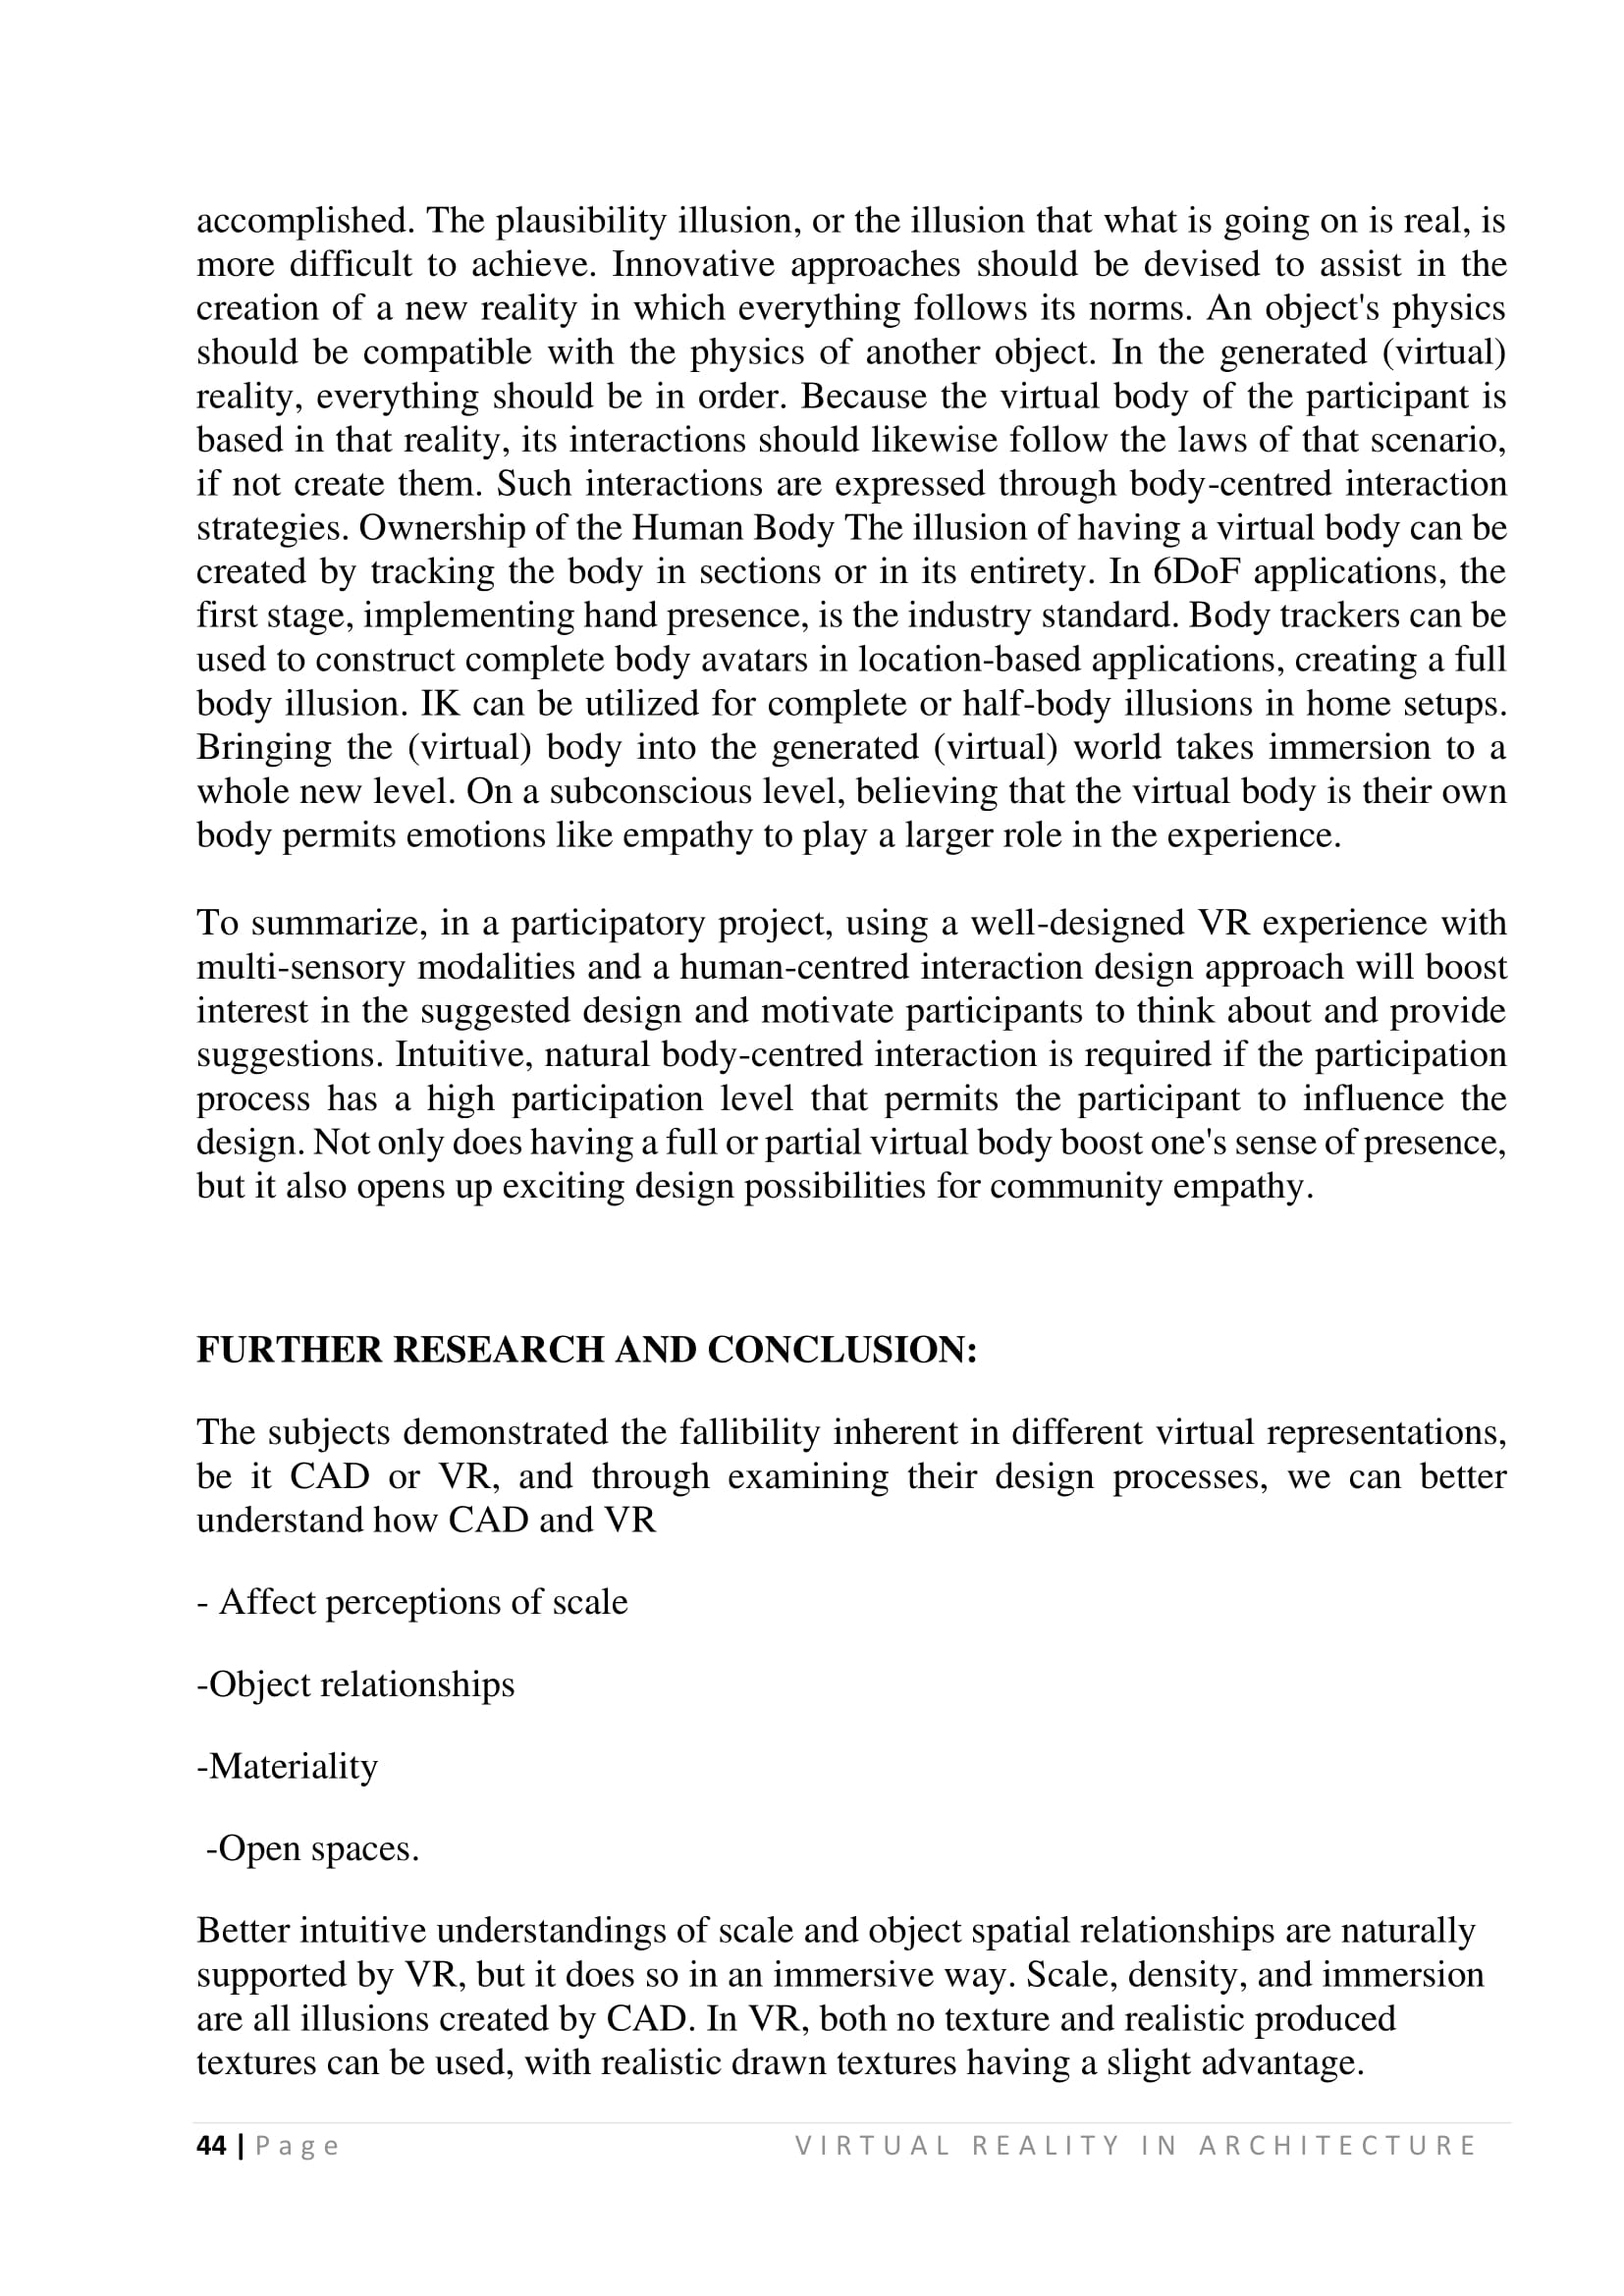 accomplished. The plausibility illusion, or the illusion that what is going on is real, is
more difficult to achieve. Innovative approaches should be devised to assist in the
creation of a new reality in which everything follows its norms. An object's physics
should be compatible with the physics of another object. In the generated (virtual)
reality, everything should be in order. Because the virtual body of the participant is
based in that reality, its interactions should likewise follow the laws of that scenario,
if not create them. Such interactions are expressed through body-centred interaction
strategies. Ownership of the Human Body The illusion of having a virtual body can be
created by tracking the body in sections or in its entirety. In 6DoF applications, the
first stage, implementing hand presence, is the industry standard. Body trackers can be
used to construct complete body avatars in location-based applications, creating a full
body illusion. IK can be utilized for complete or half-body illusions in home setups.
Bringing the (virtual) body into the generated (virtual) world takes immersion to a
whole new level. On a subconscious level, believing that the virtual body is their own
body permits emotions like empathy to play a larger role in the experience.
To summarize, in a participatory project, using a well-designed VR experience with
multi-sensory modalities and a human-centred interaction design approach will boost
interest in the suggested design and motivate participants to think about and provide
suggestions. Intuitive, natural body-centred interaction is required if the participation
process has a high participation level that permits the participant to influence the
design. Not only does having a full or partial virtual body boost one's sense of presence,
but it also opens up exciting design possibilities for community empathy.
FURTHER RESEARCH AND CONCLUSION:
The subjects demonstrated the fallibility inherent in different virtual representations,
be it CAD or VR, and through examining their design processes, we can better
understand how CAD and VR
- Affect perceptions of scale
-Object relationships
-Materiality
-Open spaces.
Better intuitive understandings of scale and object spatial relationships are naturally
supported by VR, but it does so in an immersive way. Scale, density, and immersion
are all illusions created by CAD. In VR, both no texture and realistic produced
textures can be used, with realistic drawn textures having a slight advantage.
44 | Page VIRTUAL REALITY IN ARCHITECTURE